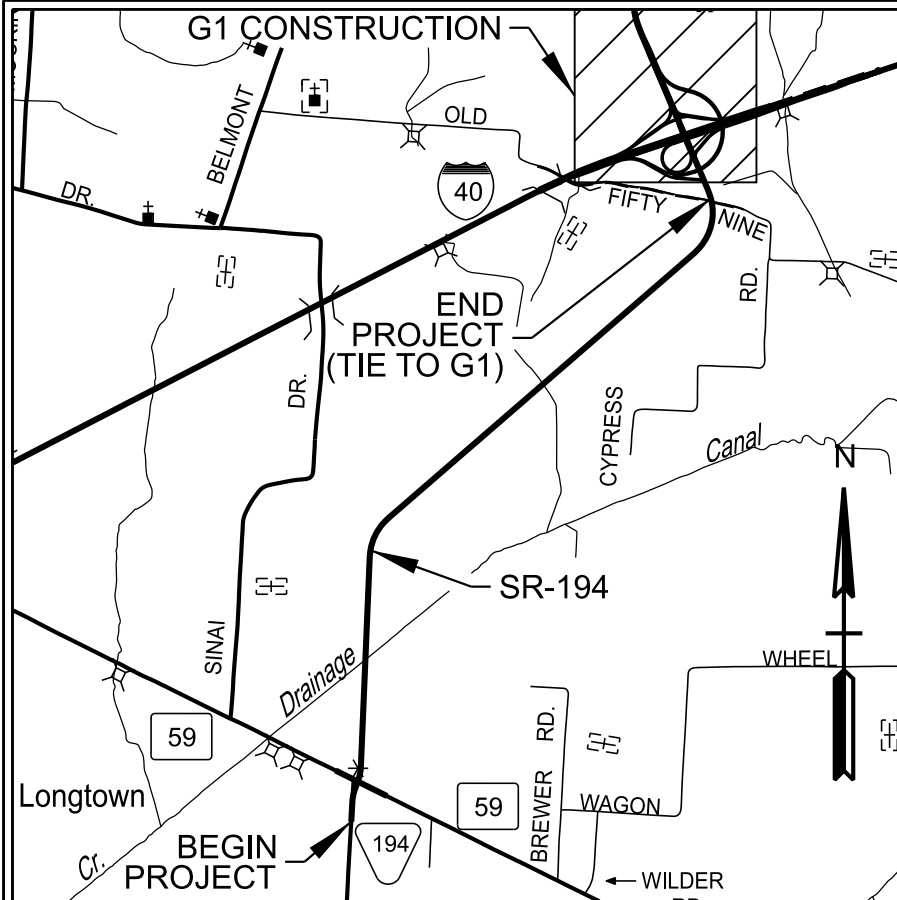 G1 CONSTRUCTION
BELMONT
OLD
DR.
40
FIFTY
NINE
RD.
END
PROJECT
(TIE TO G1)
DR.
CYPRESS
Canal
N
SR-194
SINAI
Drainage
WHEEL
59
RD.
Longtown
59
BREWER
WAGON
BEGIN
PROJECT
194
Cr.
WILDER